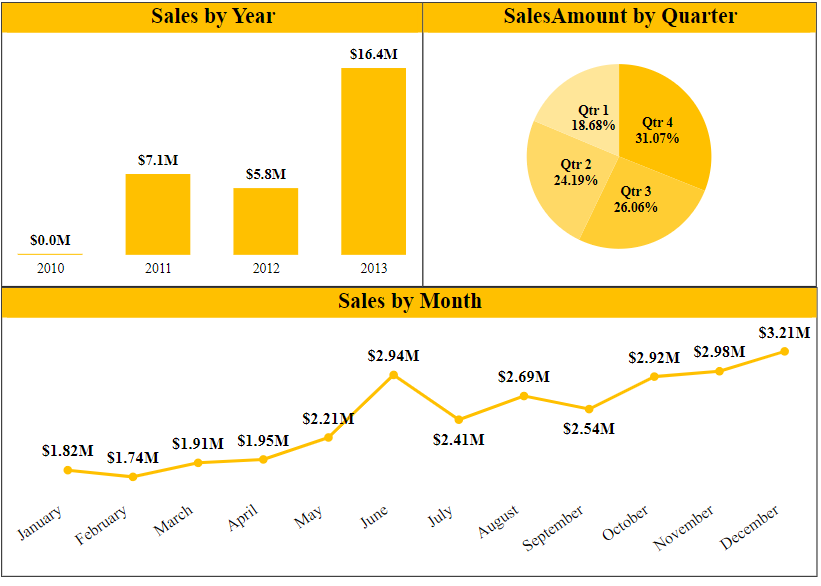 Sales by Year
$16.4M
$7.1M
$5.8M
$0.0M
2010
2011
2012
2013
SalesAmount by Quarter
Qtr 1
18.68%
Qtr 4
31.07%
Qtr 2
24.19%
Qtr 3
26.06%
Sales by Month
$1.82M
$1.74M
$1.91M
$1.95M
$2.21M
$2.94M
$2.41M
$2.69M
$2.54M
$2.92M
$2.98M
$3.21M
January
February
March
April
May
June
July
August
September
October
November
December